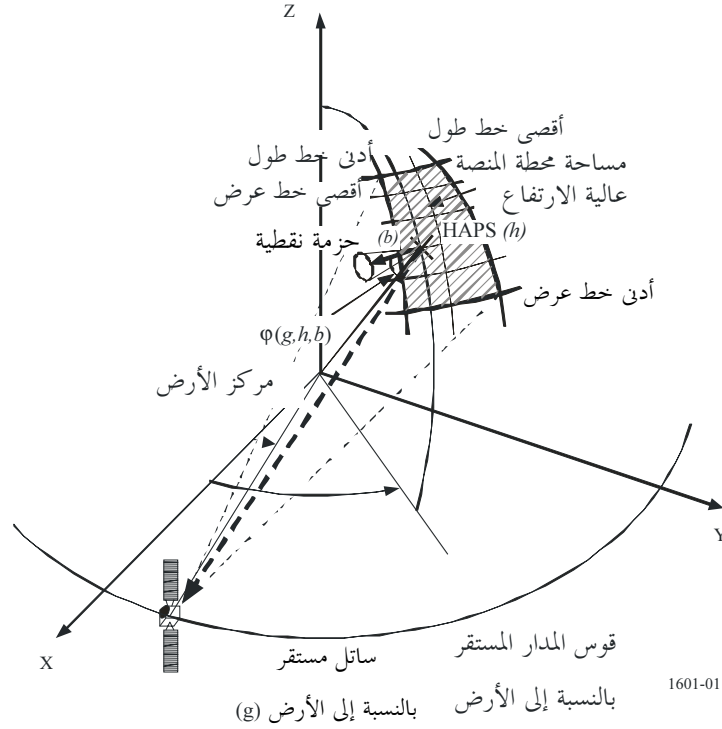 Z
أقصى خط طول
أدنى خط طول
مساحة محطة المنصة
أقصى خط عرض
عالية الارتفاع
HAPS (h)
(b)
حزمة نقطية
أدنى خط عرض
φ(g,h,b)
مركز الأرض
Y
X
قوس المدار المستقر
بالنسبة إلى الأرض
ساتل مستقر
بالنسبة إلى الأرض (g)
1601-01